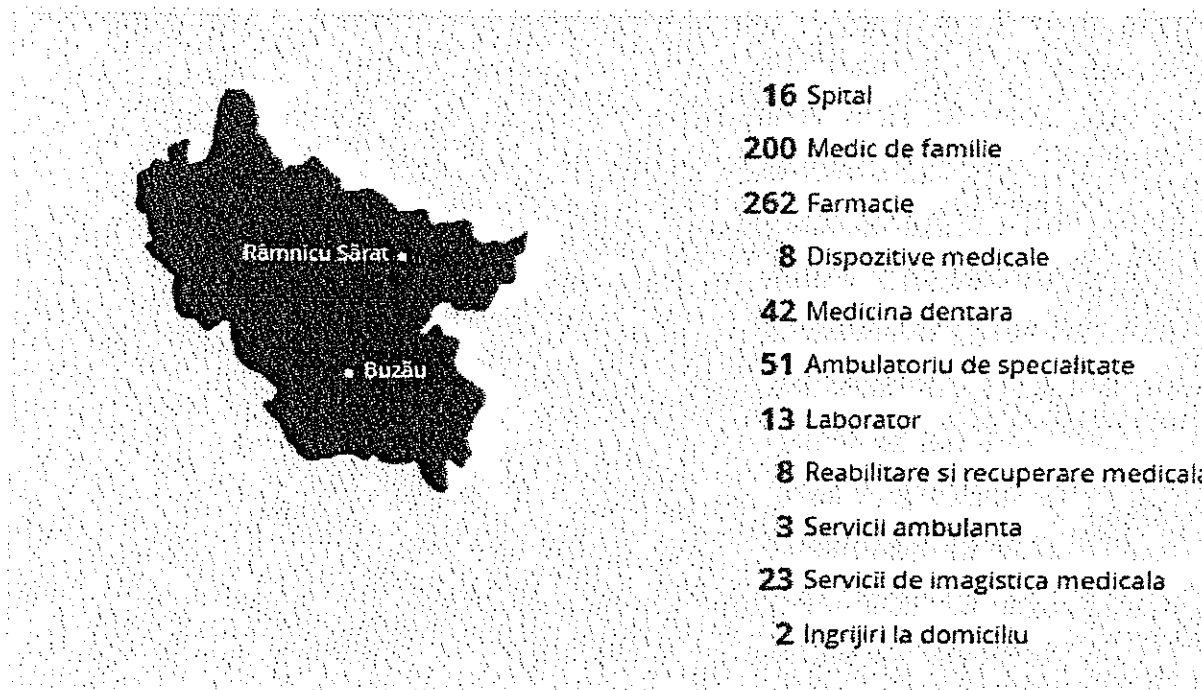 Râmnicu Sărat
Buzău
16 Spital
200 Medic de familie
262 Farmacie
8 Dispozitive medicale
42 Medicina dentara
51 Ambulatoriu de specialitate
13 Laborator
8 Reabilitare si recuperare medicala
3 Servicii ambulanta
23 Servicii de imagistica medicala
2 Ingrijiri la domiciliu